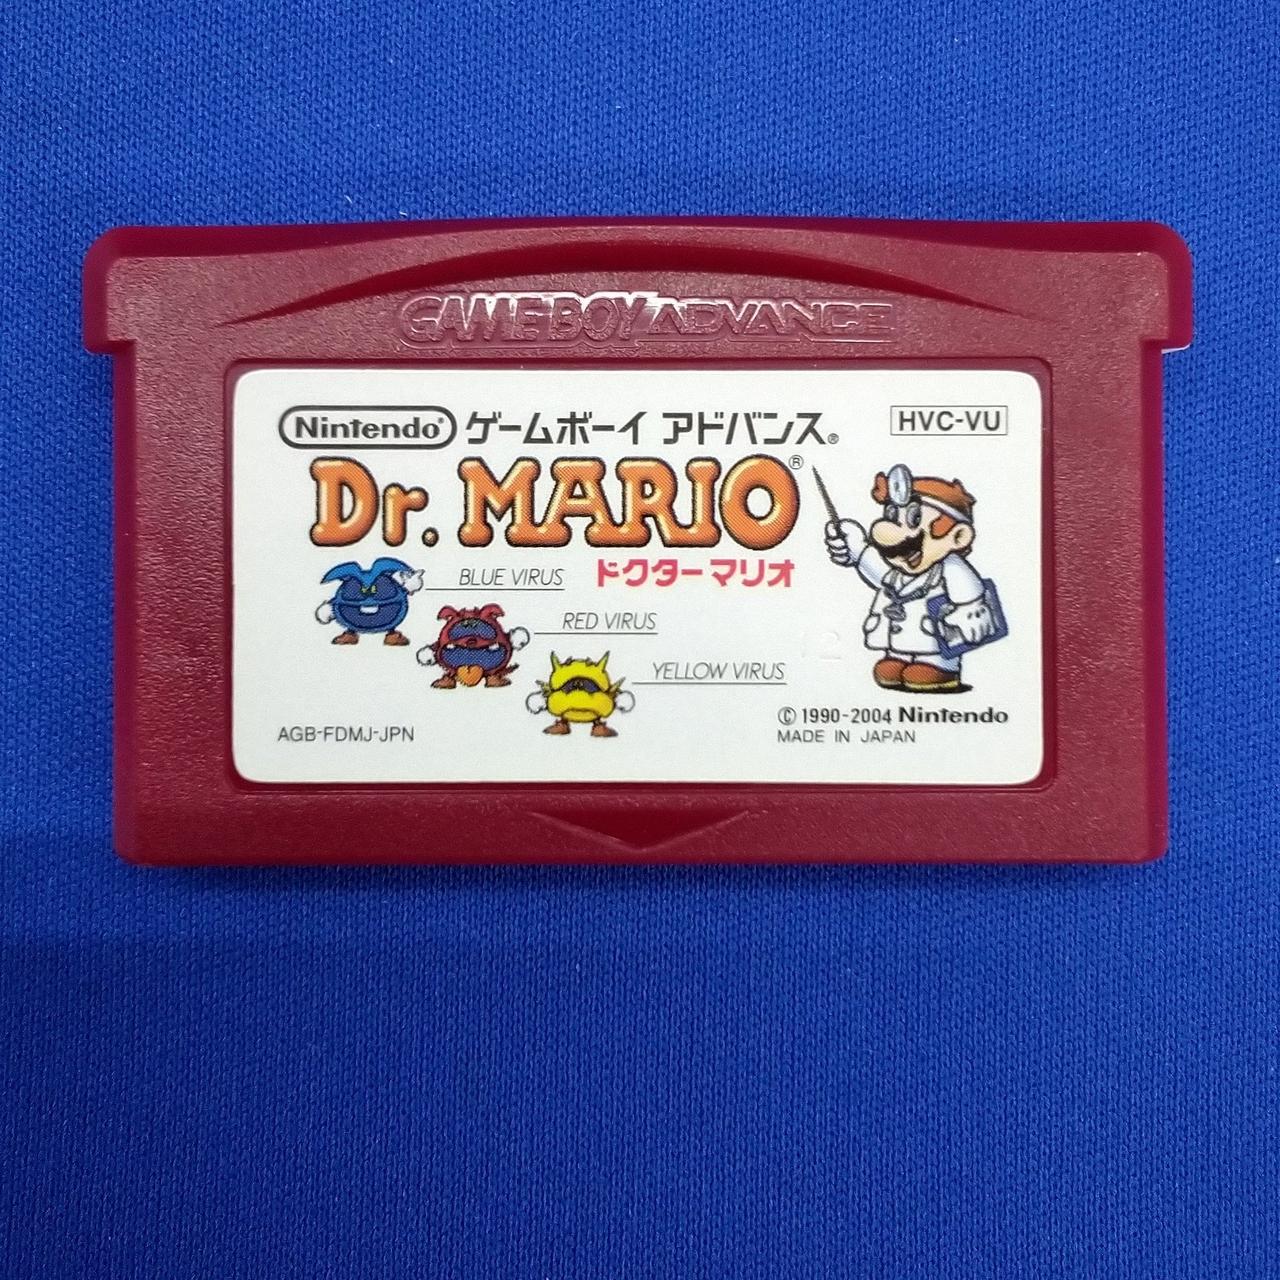 GAME BOY ADVANCE
Nintendo® ゲームボーイ アドバンス® HVC-VU
Dr. MARIO®
ドクターマリオ
BLUE VIRUS
RED VIRUS
YELLOW VIRUS
© 1990-2004 Nintendo
AGB-FDMJ-JPN
MADE IN JAPAN